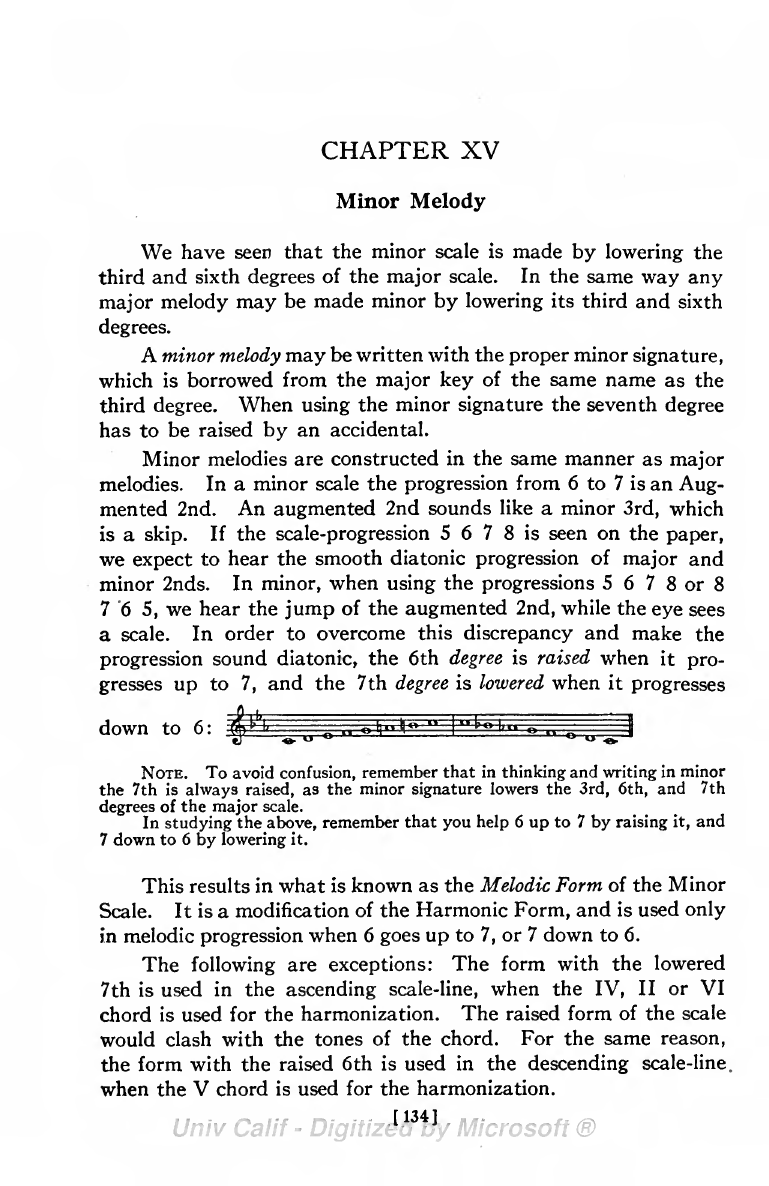 CHAPTER XV
Minor Melody
We have seen that the minor scale is made by lowering the
third and sixth degrees of the major scale. In the same way any
major melody may be made minor by lowering its third and sixth
degrees.
A minor melody may be written with the proper minor signature,
which is borrowed from the major key of the same name as the
third degree. When using the minor signature the seventh degree
has to be raised by an accidental.
Minor melodies are constructed in the same manner as major
melodies. In a minor scale the progression from 6 to 7 is an Aug-
mented 2nd. An augmented 2nd sounds like a minor 3rd, which
is a skip. If the scale-progression 5 6 7 8 is seen on the paper,
we expect to hear the smooth diatonic progression of major and
minor 2nds. In minor, when using the progressions 5 6 7 8 or 8
7 6 5, we hear the jump of the augmented 2nd, while the eye sees
a scale. In order to overcome this discrepancy and make the
progression sound diatonic, the 6th degree is raised when it pro-
gresses up to 7, and the 7th degree is lowered when it progresses
down to 6:
NOTE. To avoid confusion, remember that in thinking and writing in minor
the 7th is always raised, as the minor signature lowers the 3rd, 6th, and 7th
degrees of the major scale.
In studying the above, remember that you help 6 up to 7 by raising it, and
7 down to 6 by lowering it.
This results in what is known as the Melodic Form of the Minor
Scale. It is a modification of the Harmonic Form, and is used only
in melodic progression when 6 goes up to 7, or 7 down to 6.
The following are exceptions: The form with the lowered
7th is used in the ascending scale-line, when the IV, II or VI
chord is used for the harmonization. The raised form of the scale
would clash with the tones of the chord. For the same reason,
the form with the raised 6th is used in the descending scale-line.
when the V chord is used for the harmonization.
[134]
Univ Calif - Digitized by Microsoft ®